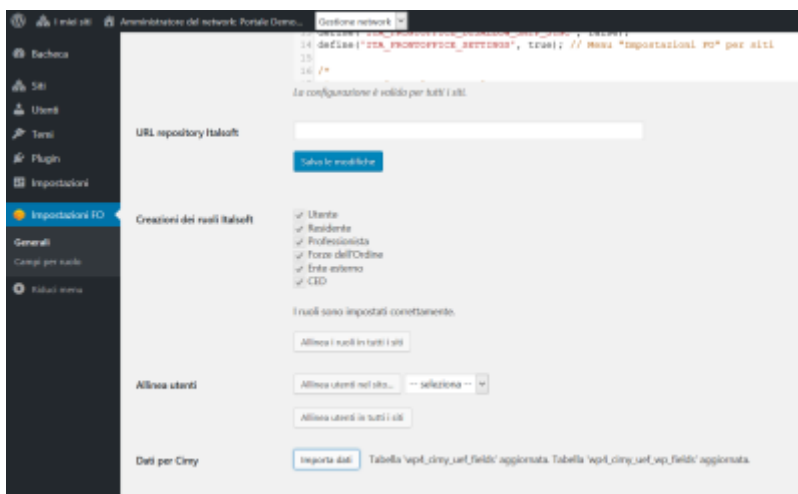 I miei siti Amministratore del network: Portale Demo... Gestione network
14 define("ITA_FRONTOFFICE_SETTINGS", true); // Menu "Impostazioni FO" per siti
15
16 /*
La configurazione è valida per tutti i siti.
Bacheca
Siti
Utenti
Temi
Plugin
Impostazioni
Impostazioni FO
Generali
Campi per ruolo
Riduci menu
URL repository Italsoft
Salva le modifiche
Creazioni dei ruoli Italsoft
Utente
Residente
Professionista
Forze dell'Ordine
Ente esterno
CED
I ruoli sono impostati correttamente.
Allinea i ruoli in tutti i siti
Allinea utenti
Allinea utenti nel sito... -- seleziona --
Allinea utenti in tutti i siti
Dati per Cimy
Importa dati Tabella 'wp4_cimy_uef_fields' aggiornata. Tabella 'wp4_cimy_uef_wp_fields' aggiornata.